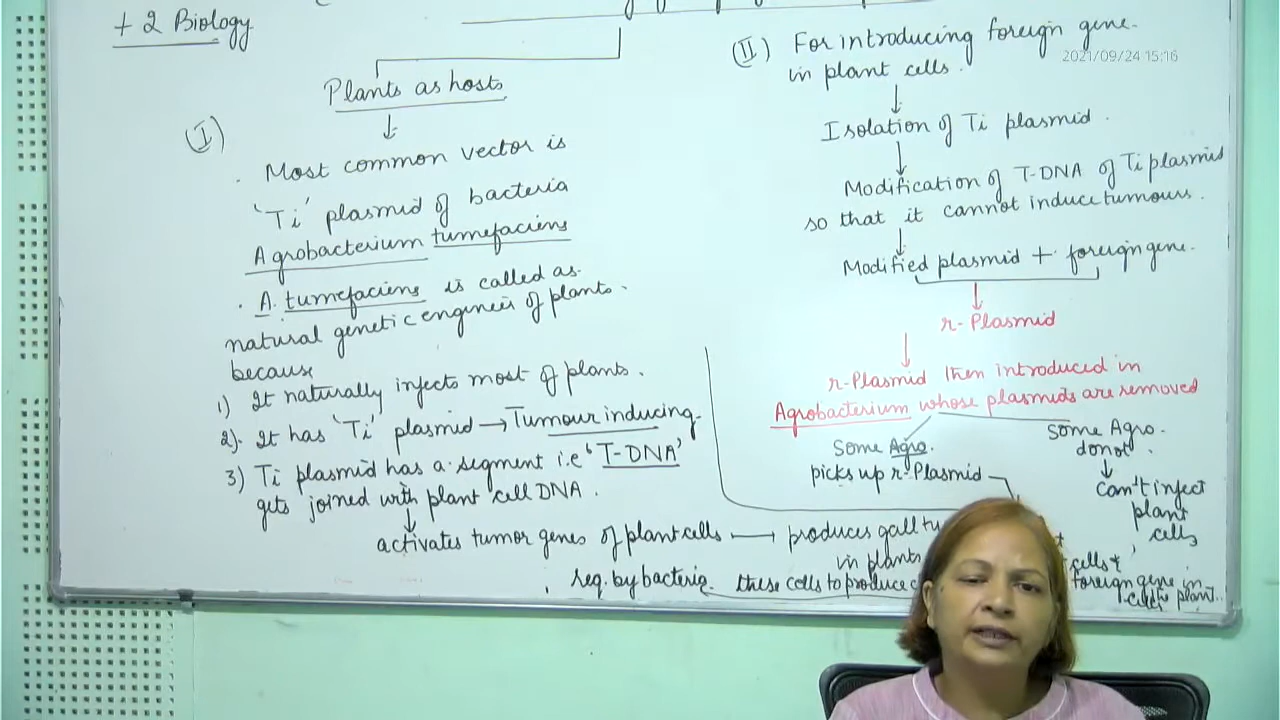 +2 Biology
Plants as hosts
(I)
. Most common vector is
'Ti' plasmid of bacteria
Agrobacterium tumefaciens
. A. tumefaciens is called as
natural genetic engineer of plants.
because
1) It naturally infects most of plants.
2). It has 'Ti' plasmid → Tumour inducing
3) Ti plasmid has a segment i.e 'T-DNA'
gets joined with plant cell DNA.
activates tumor genes of plant cells → produces gall tu
in plants
req. by bacteria these cells to produce
(II) For introducing foreign gene
in plant cells.
2021/09/24 15:16
Isolation of Ti plasmid.
Modification of T-DNA of Ti plasmid
so that it cannot induce tumours.
Modified plasmid + foreign gene.
r-Plasmid
r-Plasmid then introduced in
Agrobacterium whose plasmids are removed
Some Agro.
picks up r-Plasmid
Some Agro.
donot.
can't infect
plant
cells
cells
foreign gene in
plant..